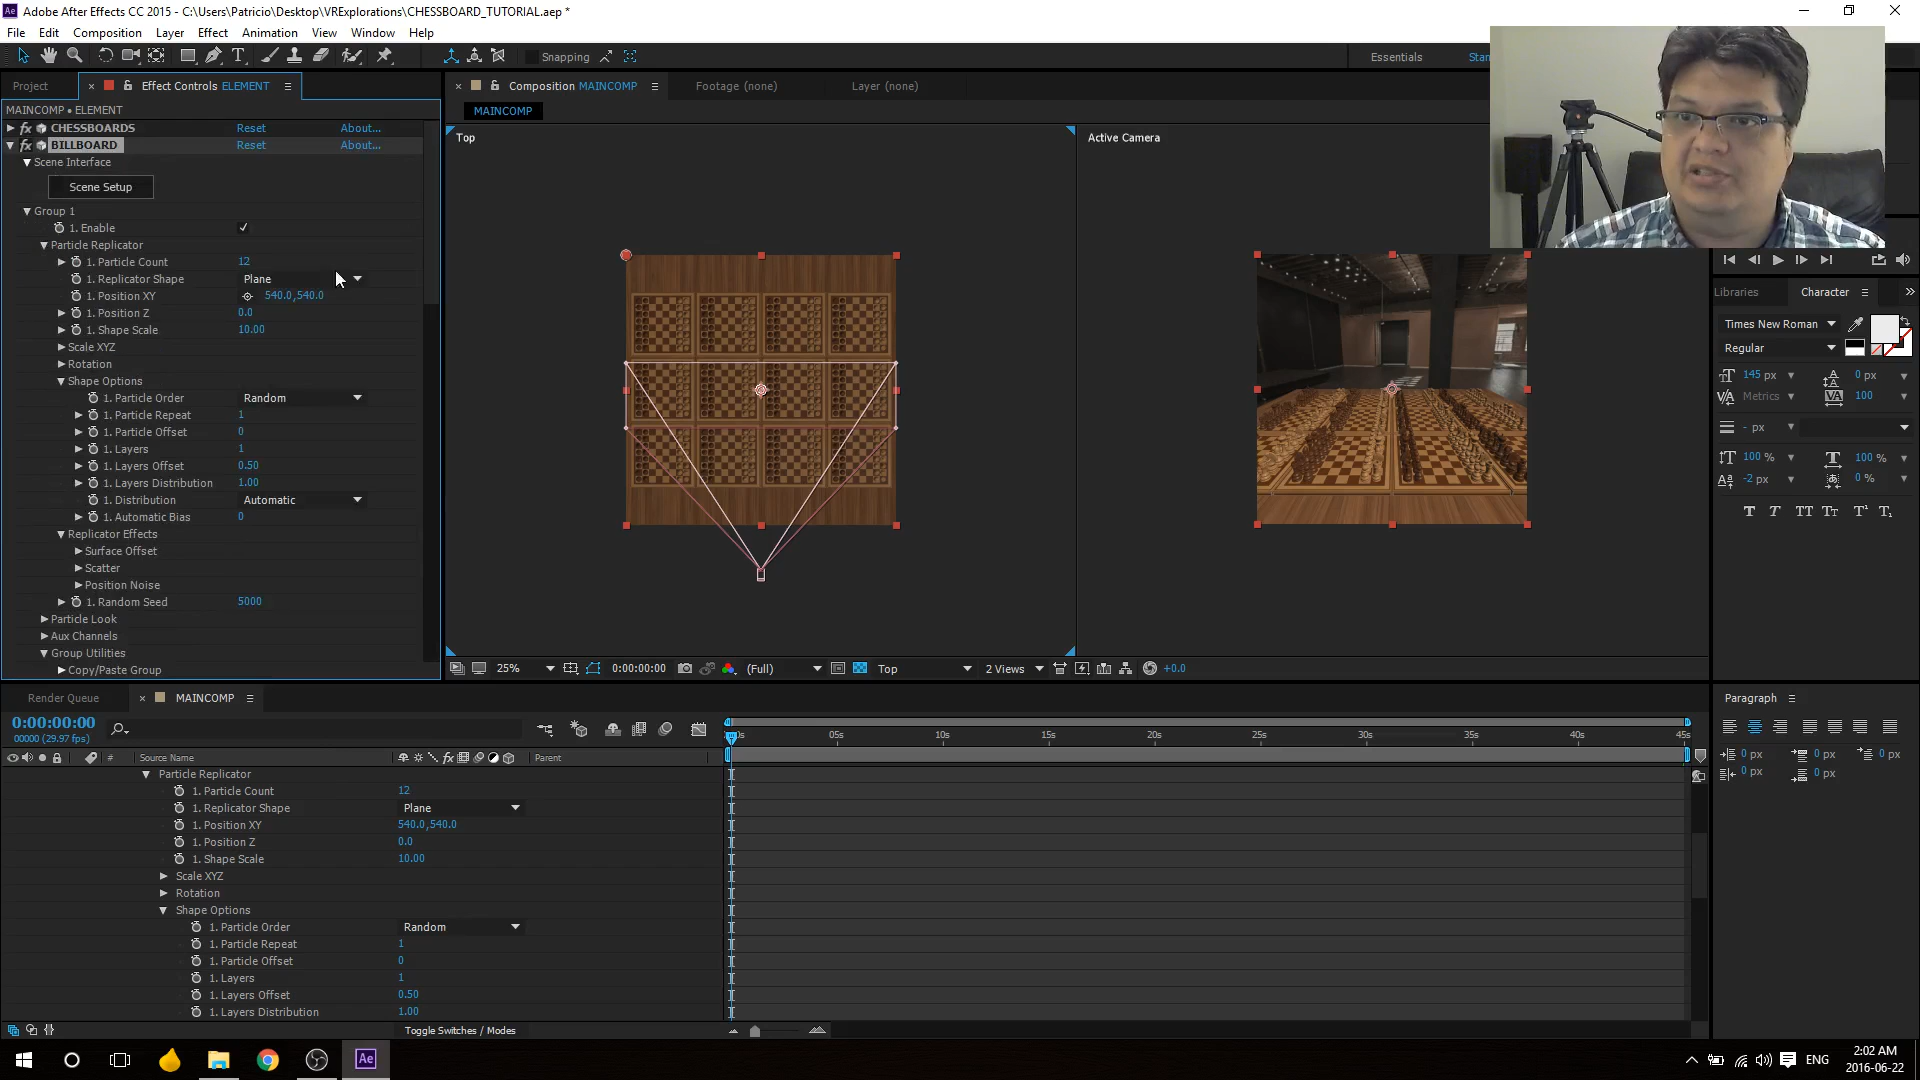 Adobe After Effects CC 2015 - C:\Users\Patricio\Desktop\VRExplorations\CHESSBOARD_TUTORIAL.aep *
File Edit Composition Layer Effect Animation View Window Help
Snapping
Essentials
Project
Effect Controls ELEMENT
Composition MAINCOMP
Footage (none)
Layer (none)
MAINCOMP • ELEMENT
MAINCOMP
CHESSBOARDS Reset About...
BILLBOARD Reset About...
Top
Active Camera
Scene Interface
Scene Setup
Group 1
1. Enable
Particle Replicator
1. Particle Count 12
1. Replicator Shape Plane
1. Position XY 540.0,540.0
1. Position Z 0.0
1. Shape Scale 10.00
Scale XYZ
Rotation
Shape Options
1. Particle Order Random
1. Particle Repeat 1
1. Particle Offset 0
1. Layers 1
1. Layers Offset 0.50
1. Layers Distribution 1.00
1. Distribution Automatic
1. Automatic Bias 0
Replicator Effects
Surface Offset
Scatter
Position Noise
1. Random Seed 5000
Particle Look
Aux Channels
Group Utilities
Copy/Paste Group
25% 0:00:00:00 (Full) Top 2 Views +0.0
Libraries Character
Times New Roman
Regular
145 px 0 px
Metrics 100
- px
100 % 100 %
-2 px 0 %
T T TT Tт T¹ T₁
Paragraph
0 px 0 px 0 px
0 px 0 px
Render Queue
MAINCOMP
0:00:00:00
00000 (29.97 fps)
05s 10s 15s 20s 25s 30s 35s 40s 45s
# Source Name Parent
Particle Replicator
1. Particle Count 12
1. Replicator Shape Plane
1. Position XY 540.0,540.0
1. Position Z 0.0
1. Shape Scale 10.00
Scale XYZ
Rotation
Shape Options
1. Particle Order Random
1. Particle Repeat 1
1. Particle Offset 0
1. Layers 1
1. Layers Offset 0.50
1. Layers Distribution 1.00
Toggle Switches / Modes
Ae
ENG
2:02 AM
2016-06-22